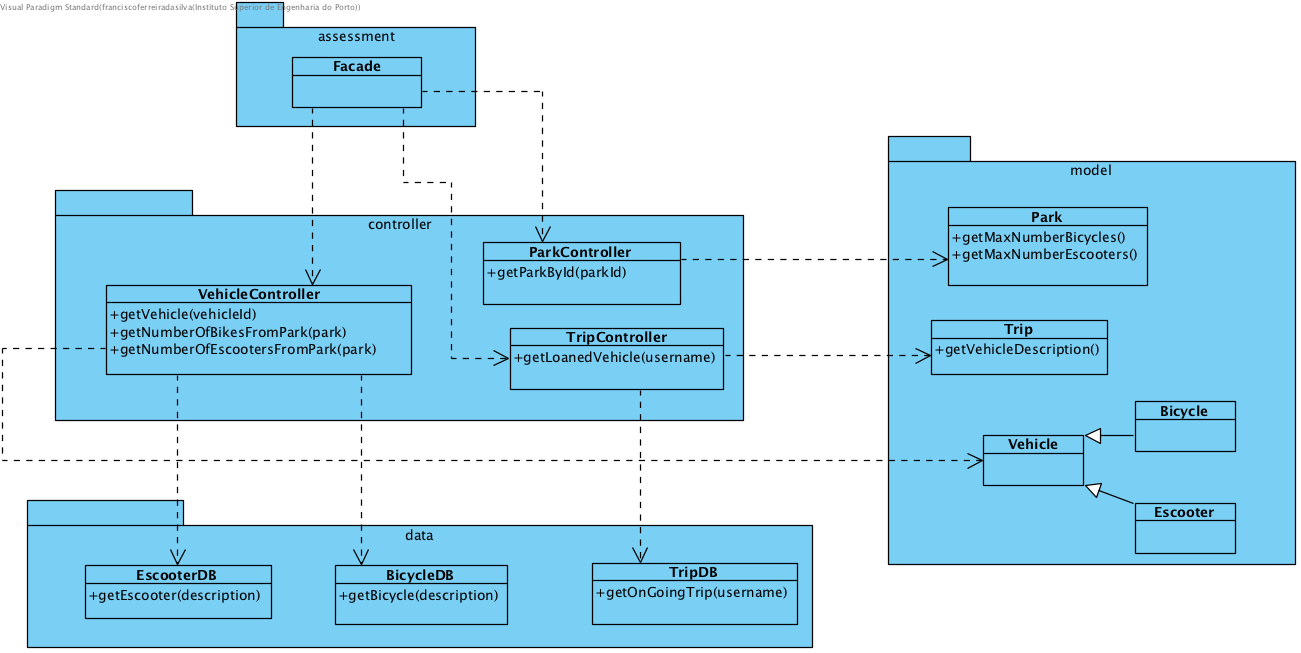 Visual Paradigm Standard(franciscoferreiradasilva(Instituto Superior de Engenharia do Porto))
assessment
Facade
controller
ParkController
+getParkById(parkId)
VehicleController
+getVehicle(vehicleId)
+getNumberOfBikesFromPark(park)
+getNumberOfEscootersFromPark(park)
TripController
+getLoanedVehicle(username)
model
Park
+getMaxNumberBicycles()
+getMaxNumberEscooters()
Trip
+getVehicleDescription()
Bicycle
Vehicle
Escooter
data
EscooterDB
+getEscooter(description)
BicycleDB
+getBicycle(description)
TripDB
+getOnGoingTrip(username)